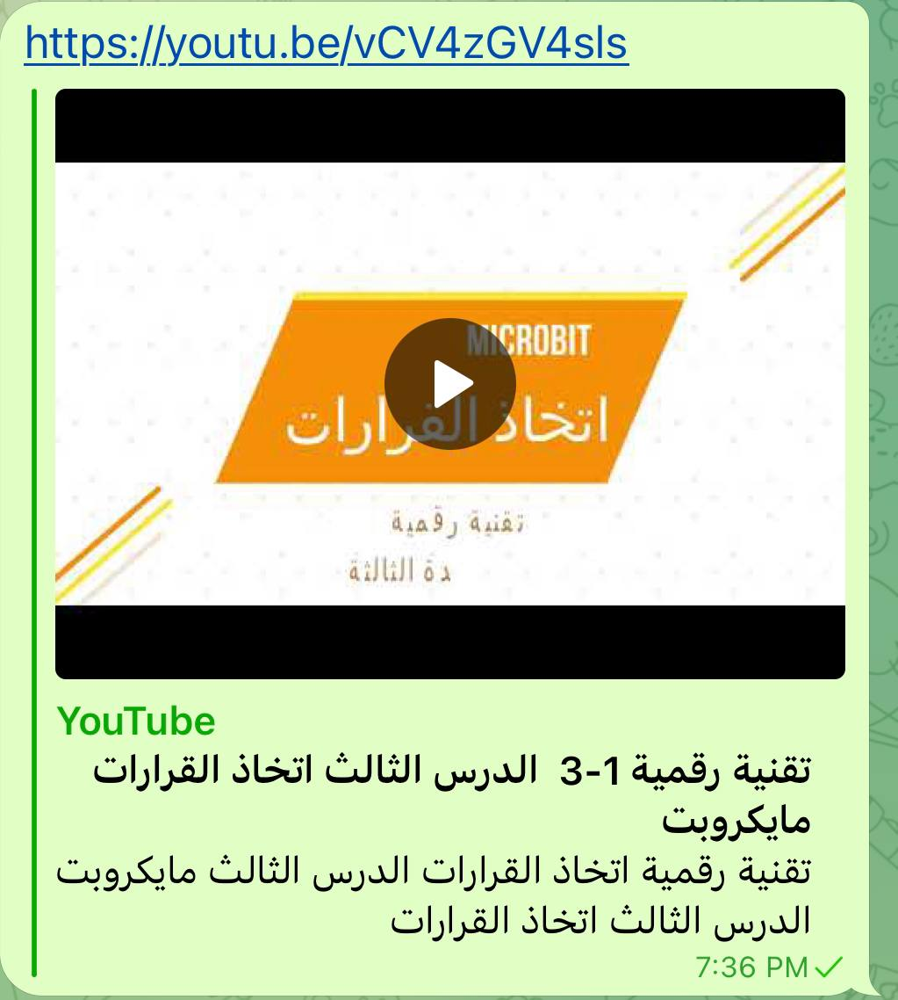 https://youtu.be/vCV4zGV4sls
MICROBIT
اتخاذ القرارات
تقنية رقمية
دة الثالثة
YouTube
تقنية رقمية 1-3 الدرس الثالث اتخاذ القرارات
مايكروبت
تقنية رقمية اتخاذ القرارات الدرس الثالث مايكروبت
الدرس الثالث اتخاذ القرارات
7:36 PM